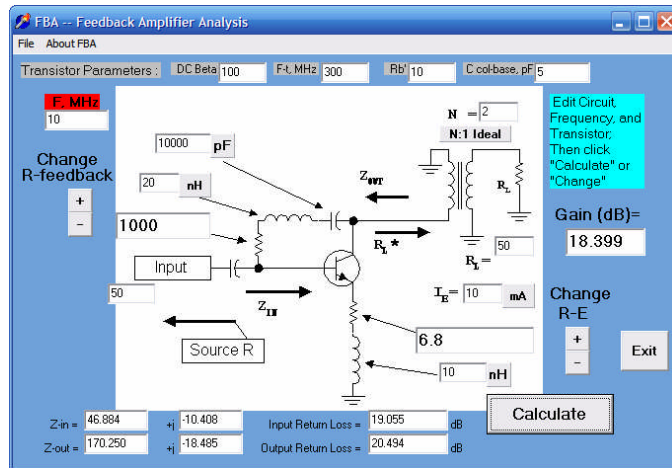 FBA -- Feedback Amplifier Analysis
File About FBA
Transistor Parameters : DC Beta 100 F-t, MHz 300 Rb' 10 C col-base, pF 5
F, MHz
10
Change
R-feedback
+
-
10000 pF
20 nH
1000
Input
50
Source R
Z IN
Z OUT
R L *
N = 2
N:1 Ideal
R L
R L = 50
I E = 10 mA
6.8
10 nH
Edit Circuit,
Frequency, and
Transistor;
Then click
"Calculate" or
"Change"
Gain (dB)=
18.399
Change
R-E
+
-
Exit
Calculate
Z-in = 46.884 +j -10.408 Input Return Loss = 19.055 dB
Z-out = 170.250 +j -18.485 Output Return Loss = 20.494 dB